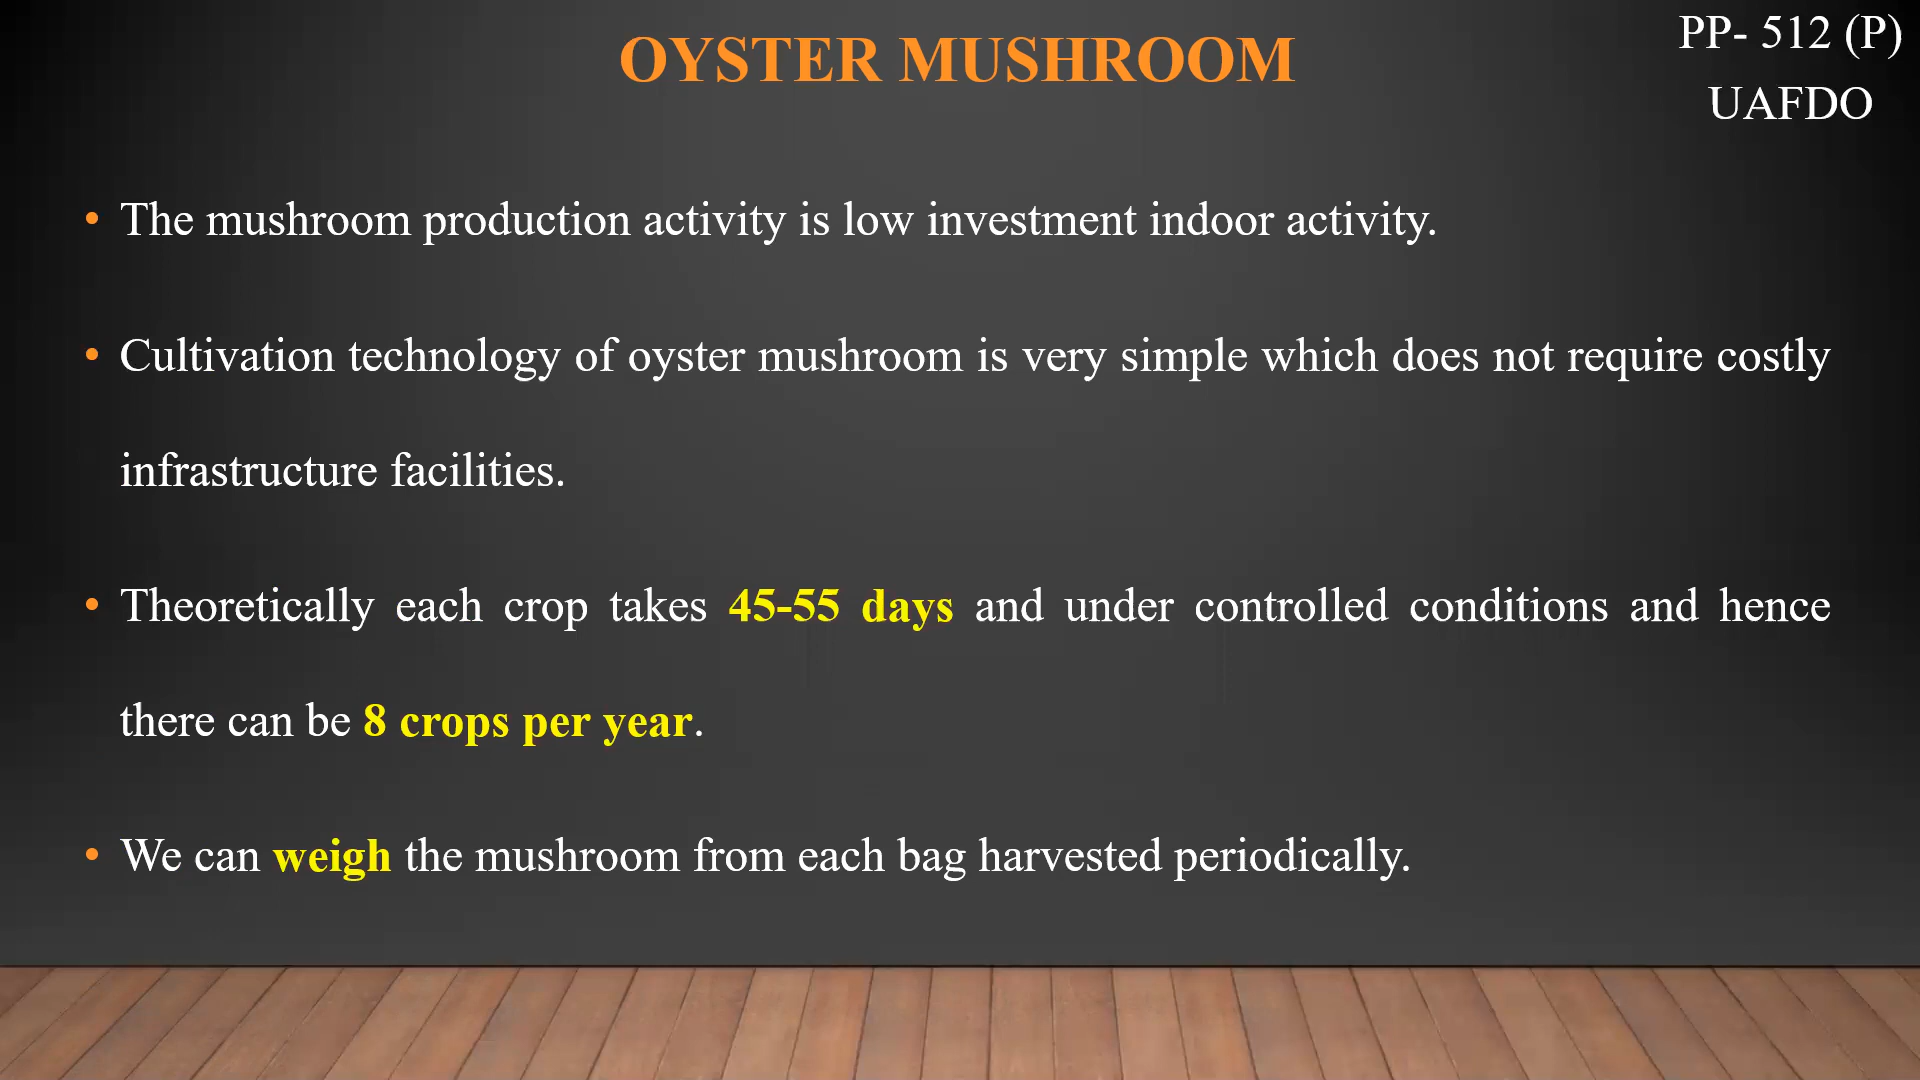 OYSTER MUSHROOM
PP- 512 (P)
UAFDO
• The mushroom production activity is low investment indoor activity.
• Cultivation technology of oyster mushroom is very simple which does not require costly
infrastructure facilities.
• Theoretically each crop takes 45-55 days and under controlled conditions and hence
there can be 8 crops per year.
• We can weigh the mushroom from each bag harvested periodically.